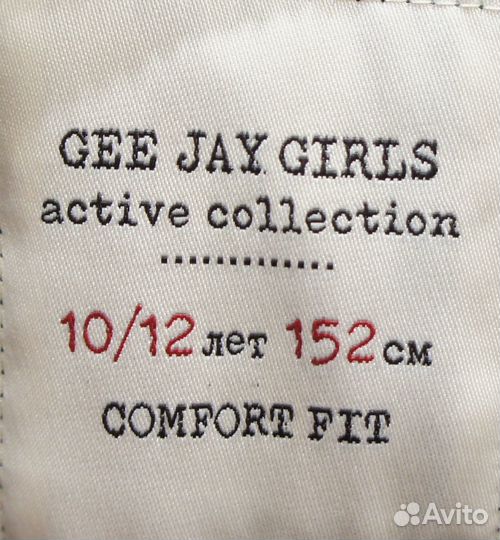 GEE JAY GIRLS
active collection
.............
10/12 лет 152 см
COMFORT FIT
Avito